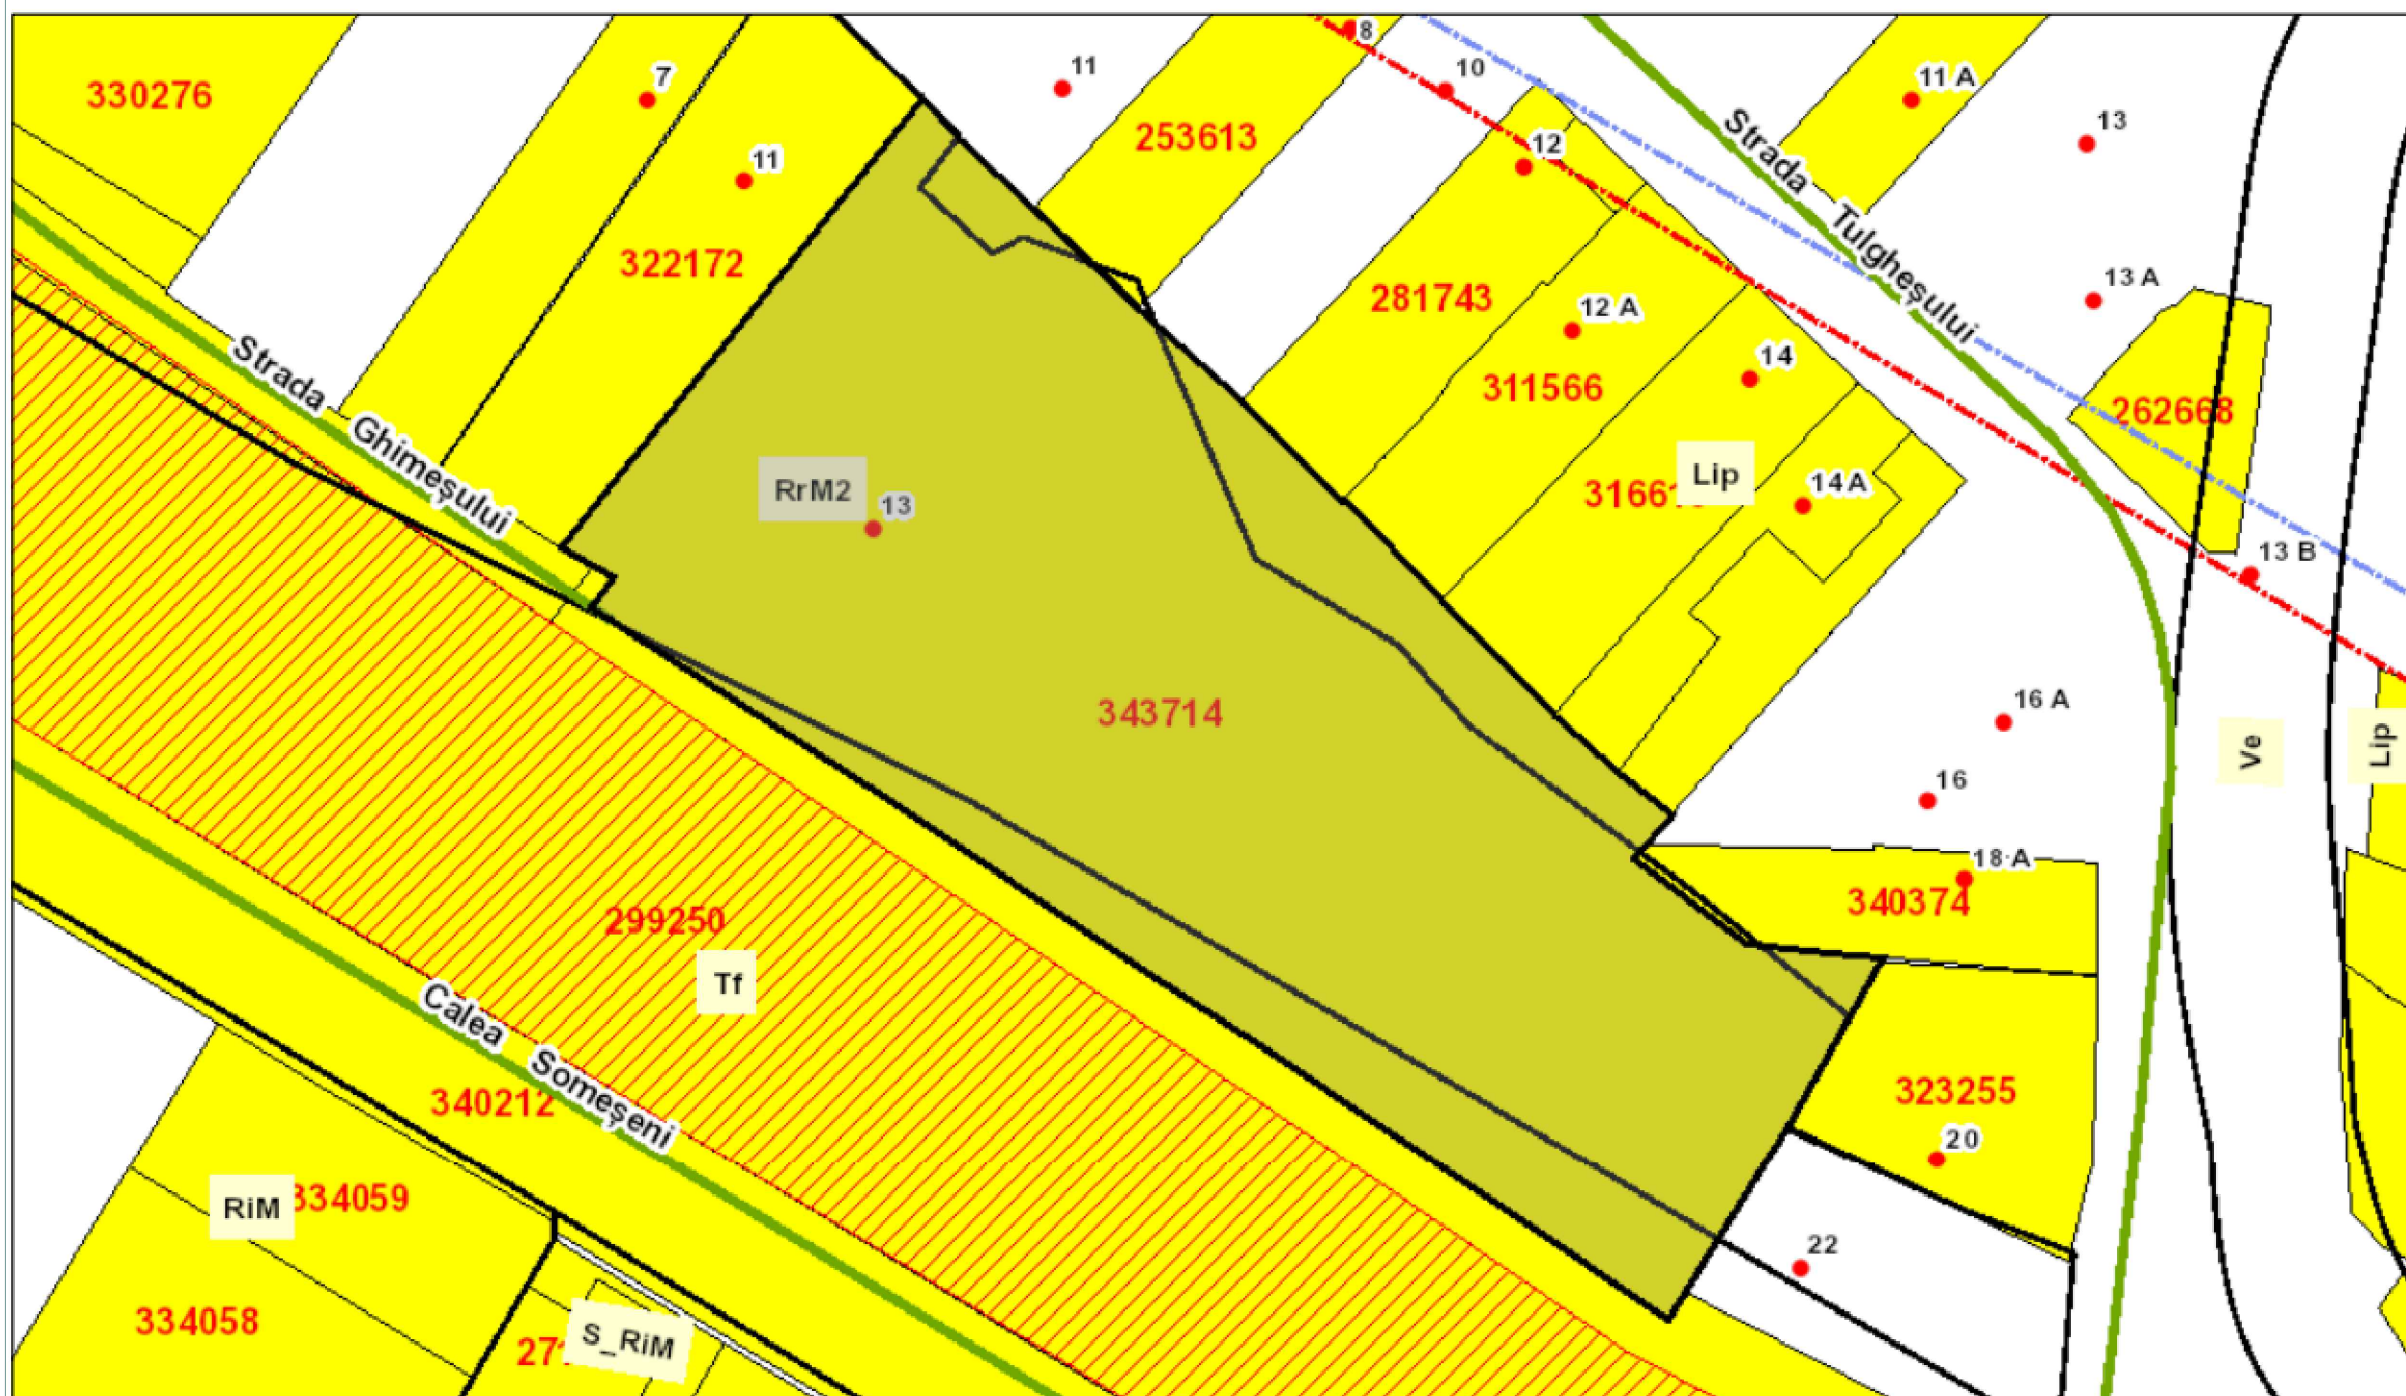 8
10
11
7
330276
11 A
253613
13
12
11
Strada Tulgheșului
322172
13 A
281743
12 A
14
311566
262668
Strada Ghimeșului
Lip
14 A
RrM2
13
13 B
343714
16 A
Ve
Lip
16
18 A
340374
299250
Tf
Calea Someșeni
323255
340212
20
RiM
334059
22
334058
S_RiM